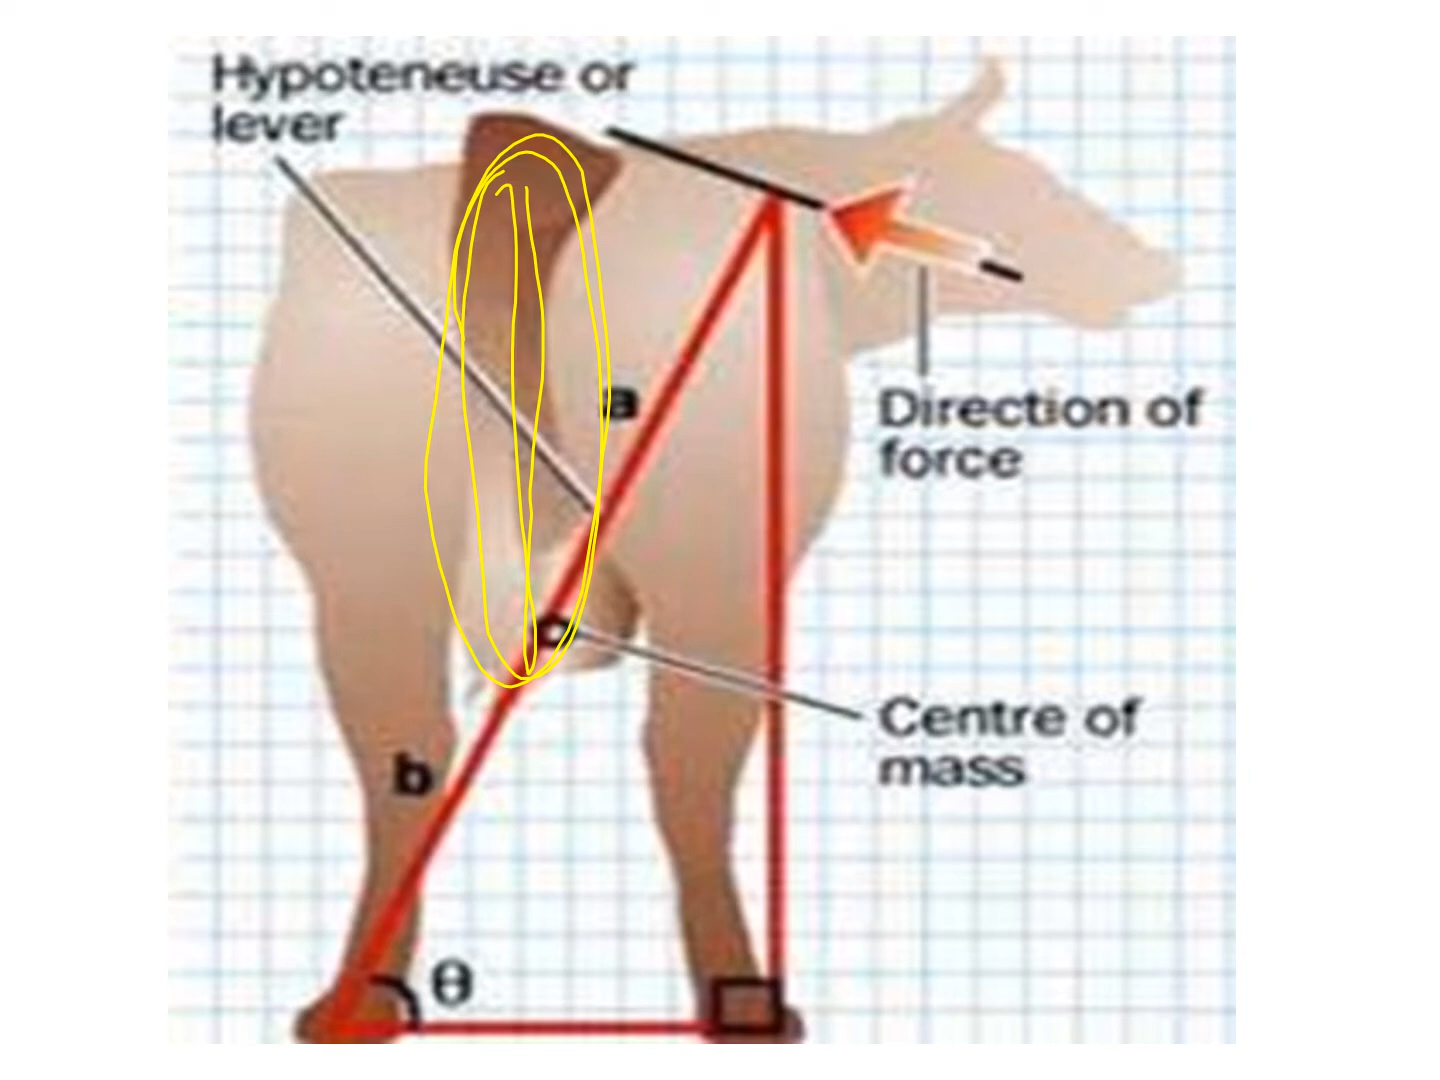 Hypoteneuse or
lever
a
Direction of
force
Centre of
mass
b
θ